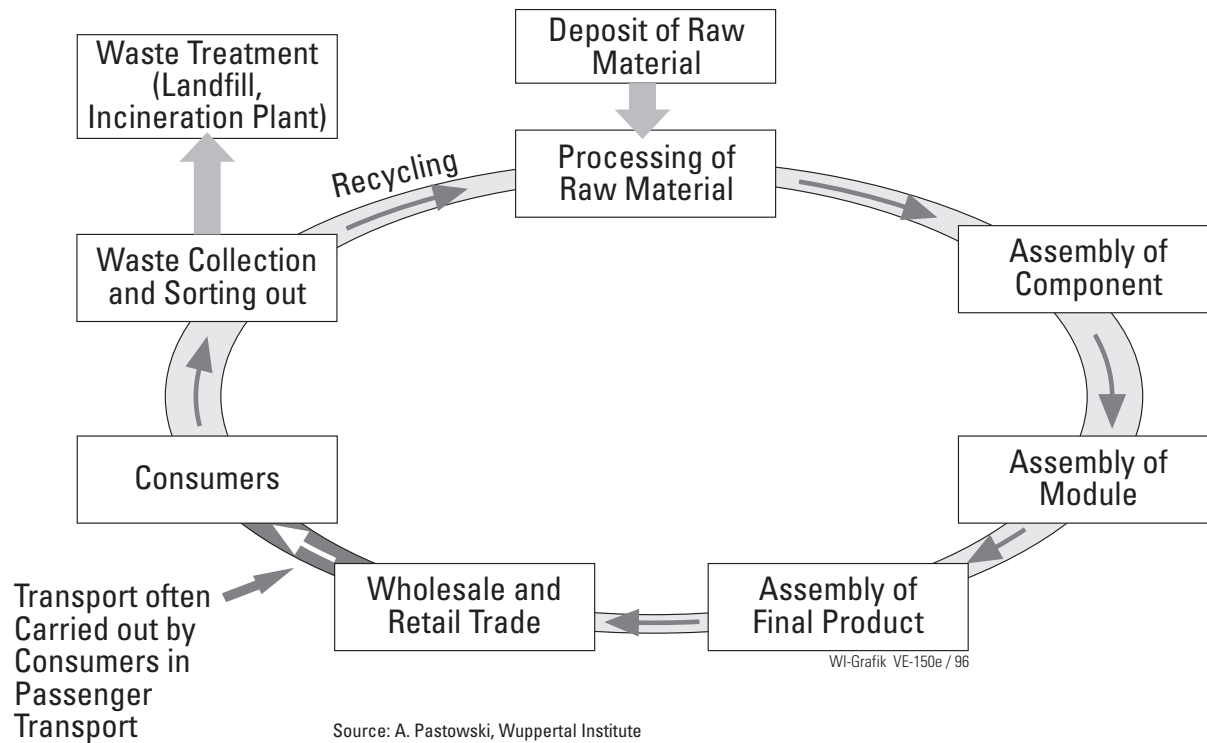 Deposit of Raw
Material
Waste Treatment
(Landfill,
Incineration Plant)
Recycling
Processing of
Raw Material
Waste Collection
and Sorting out
Assembly of
Component
Consumers
Assembly of
Module
Wholesale and
Retail Trade
Assembly of
Final Product
WI-Grafik VE-150e / 96
Transport often
Carried out by
Consumers in
Passenger
Transport
Source: A. Pastowski, Wuppertal Institute